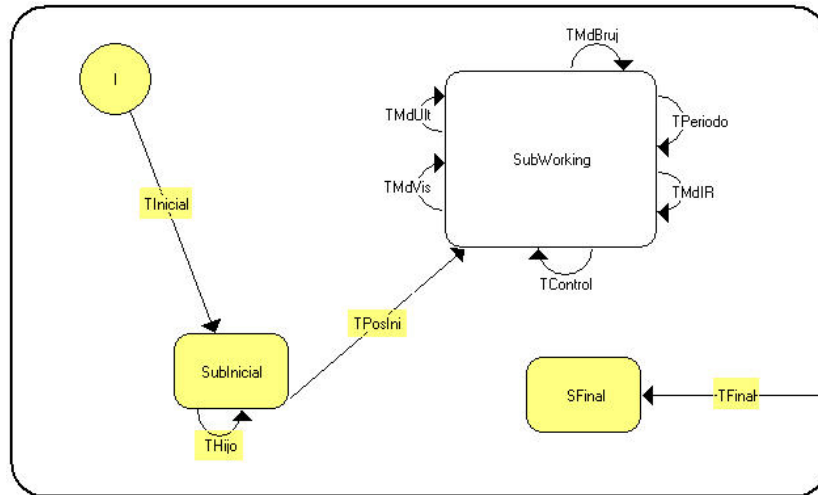 TMdBruj
I
TMdUlt
TPeriodo
SubWorking
TMdVis
TMdIR
TInicial
TControl
TPosIni
SubInicial
SFinal
TFinal
THijo